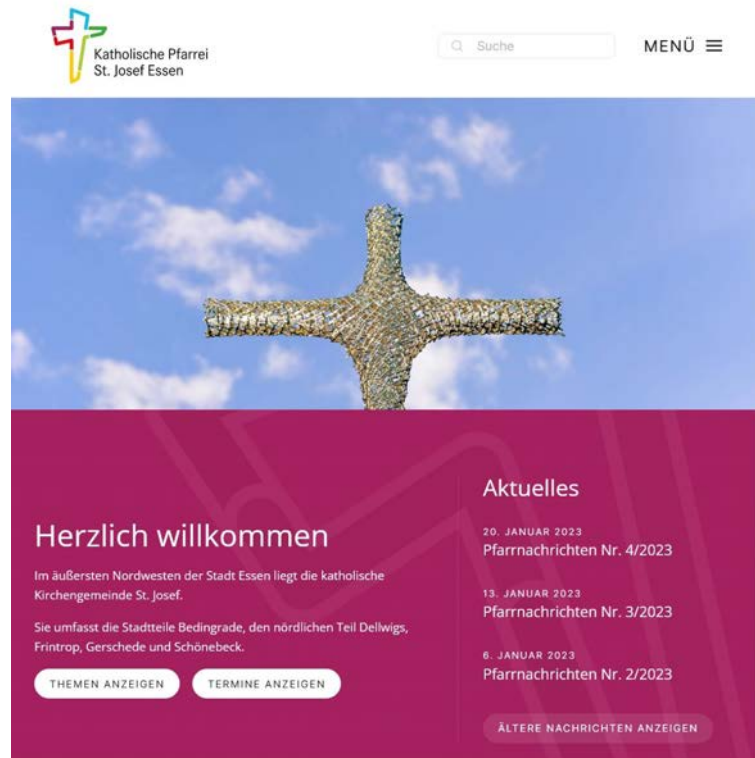 Katholische Pfarrei
St. Josef Essen
Suche
MENÜ
Herzlich willkommen
Im äußersten Nordwesten der Stadt Essen liegt die katholische
Kirchengemeinde St. Josef.
Sie umfasst die Stadtteile Bedingrade, den nördlichen Teil Dellwigs,
Frintrop, Gerschede und Schönebeck.
THEMEN ANZEIGEN
TERMINE ANZEIGEN
Aktuelles
20. JANUAR 2023
Pfarrnachrichten Nr. 4/2023
13. JANUAR 2023
Pfarrnachrichten Nr. 3/2023
6. JANUAR 2023
Pfarrnachrichten Nr. 2/2023
ÄLTERE NACHRICHTEN ANZEIGEN